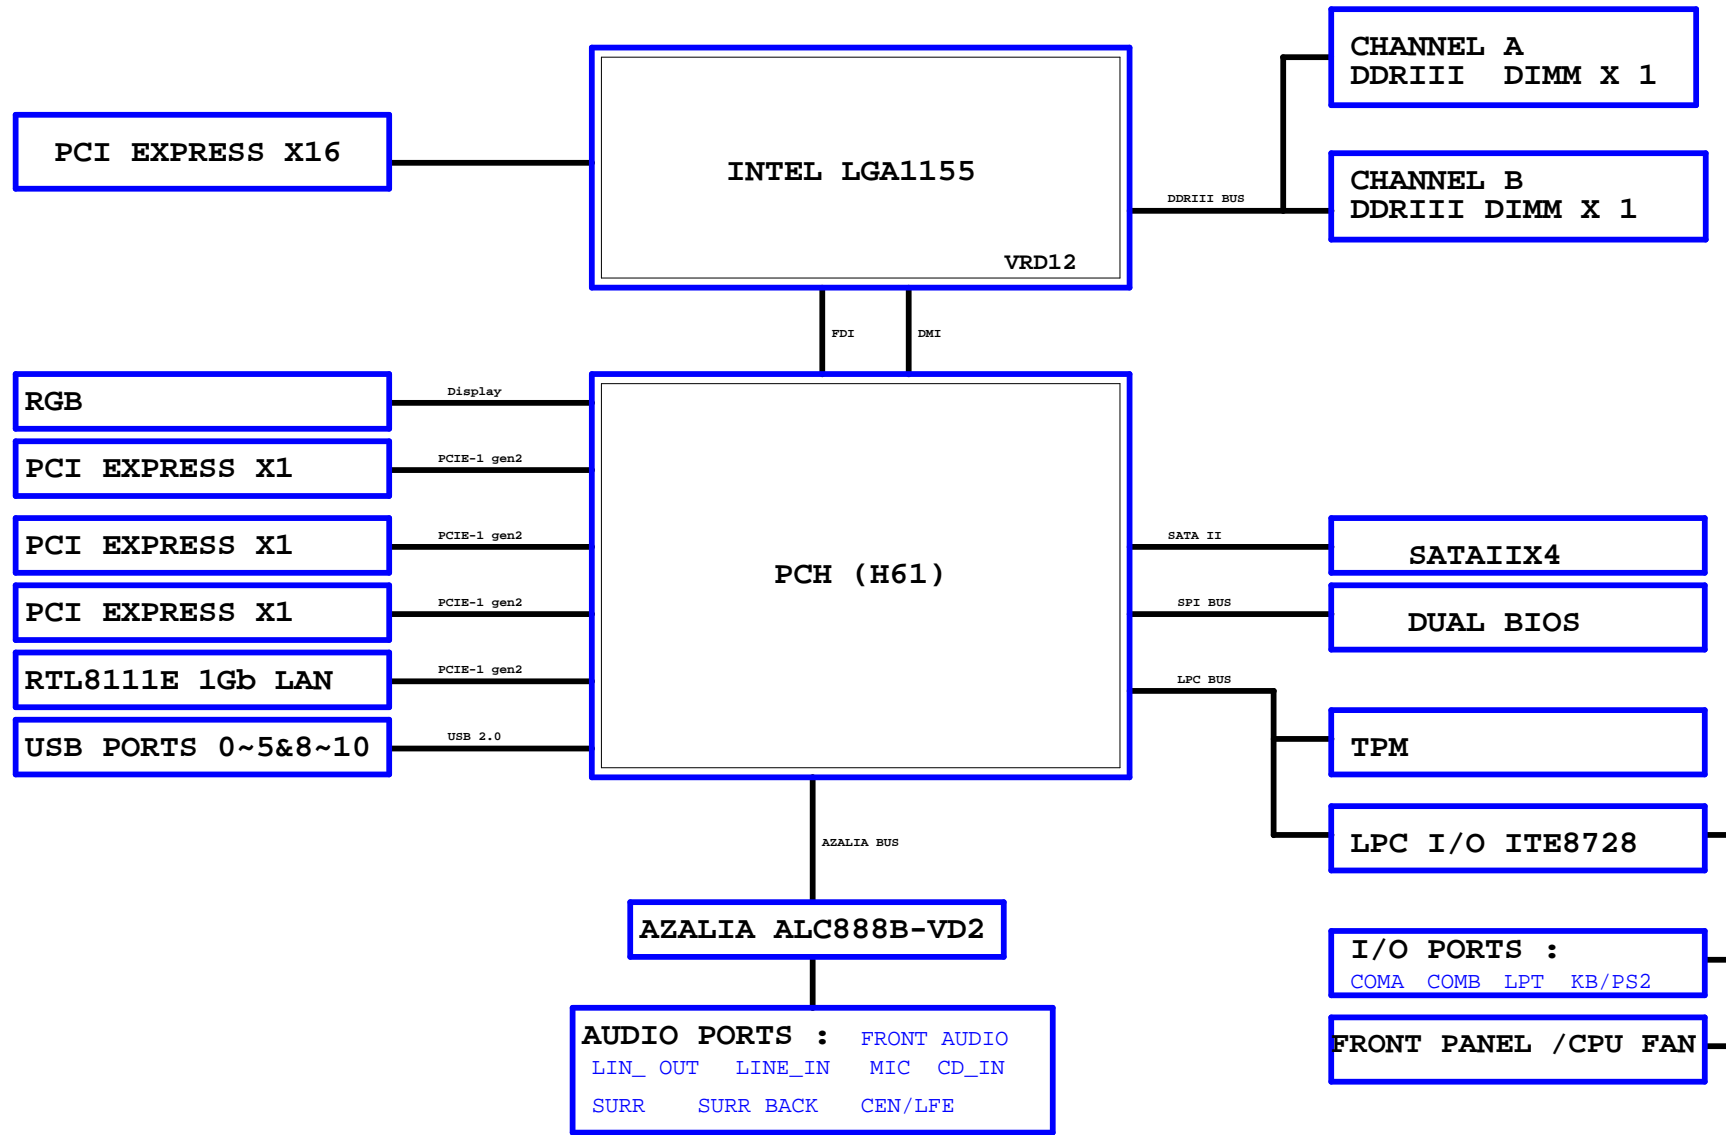 CHANNEL A
DDRIII DIMM X 1
PCI EXPRESS X16
INTEL LGA1155
CHANNEL B
DDRIII DIMM X 1
DDRIII BUS
VRD12
FDI
DMI
RGB
Display
PCI EXPRESS X1
PCIE-1 gen2
PCI EXPRESS X1
PCIE-1 gen2
PCH (H61)
SATA II
SATAIIX4
PCI EXPRESS X1
PCIE-1 gen2
SPI BUS
DUAL BIOS
RTL8111E 1Gb LAN
PCIE-1 gen2
LPC BUS
USB PORTS 0~5&8~10
USB 2.0
TPM
AZALIA BUS
LPC I/O ITE8728
AZALIA ALC888B-VD2
I/O PORTS :
COMA COMB LPT KB/PS2
AUDIO PORTS : FRONT AUDIO
LIN_ OUT LINE_IN MIC CD_IN
SURR SURR BACK CEN/LFE
FRONT PANEL /CPU FAN